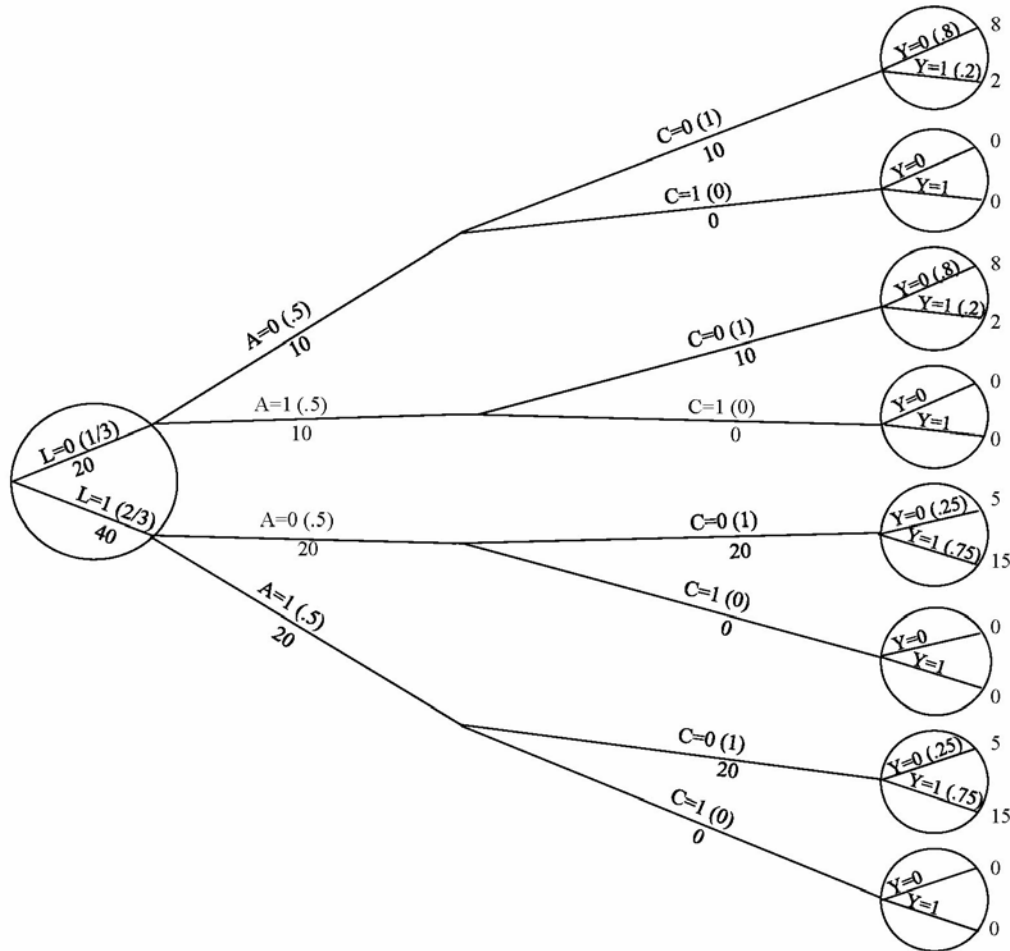 Y=0 (.8) 8
Y=1 (.2) 2
C=0 (1)
10
Y=0 0
Y=1 0
C=1 (0)
0
A=0 (.5)
10
Y=0 (.8) 8
Y=1 (.2) 2
C=0 (1)
10
A=1 (.5)
10
C=1 (0)
0
Y=0 0
Y=1 0
L=0 (1/3)
20
L=1 (2/3)
40
A=0 (.5)
20
C=0 (1)
20
Y=0 (.25) 5
Y=1 (.75) 15
C=1 (0)
0
Y=0 0
Y=1 0
A=1 (.5)
20
C=0 (1)
20
Y=0 (.25) 5
Y=1 (.75) 15
C=1 (0)
0
Y=0 0
Y=1 0